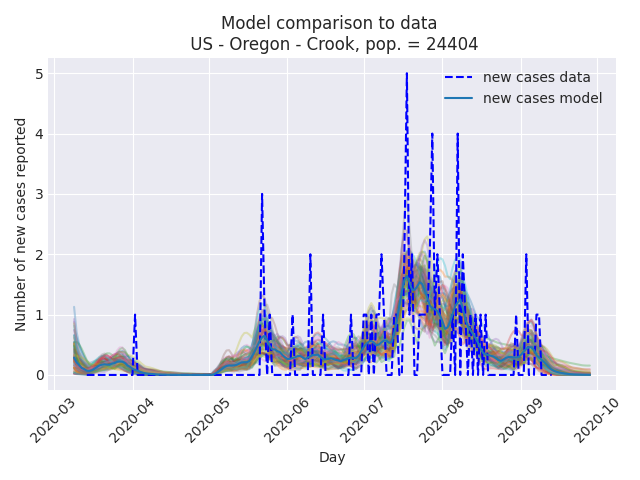 Model comparison to data
US - Oregon - Crook, pop. = 24404
new cases data
new cases model
Number of new cases reported
5
4
3
2
1
0
2020-03
2020-04
2020-05
2020-06
2020-07
2020-08
2020-09
2020-10
Day